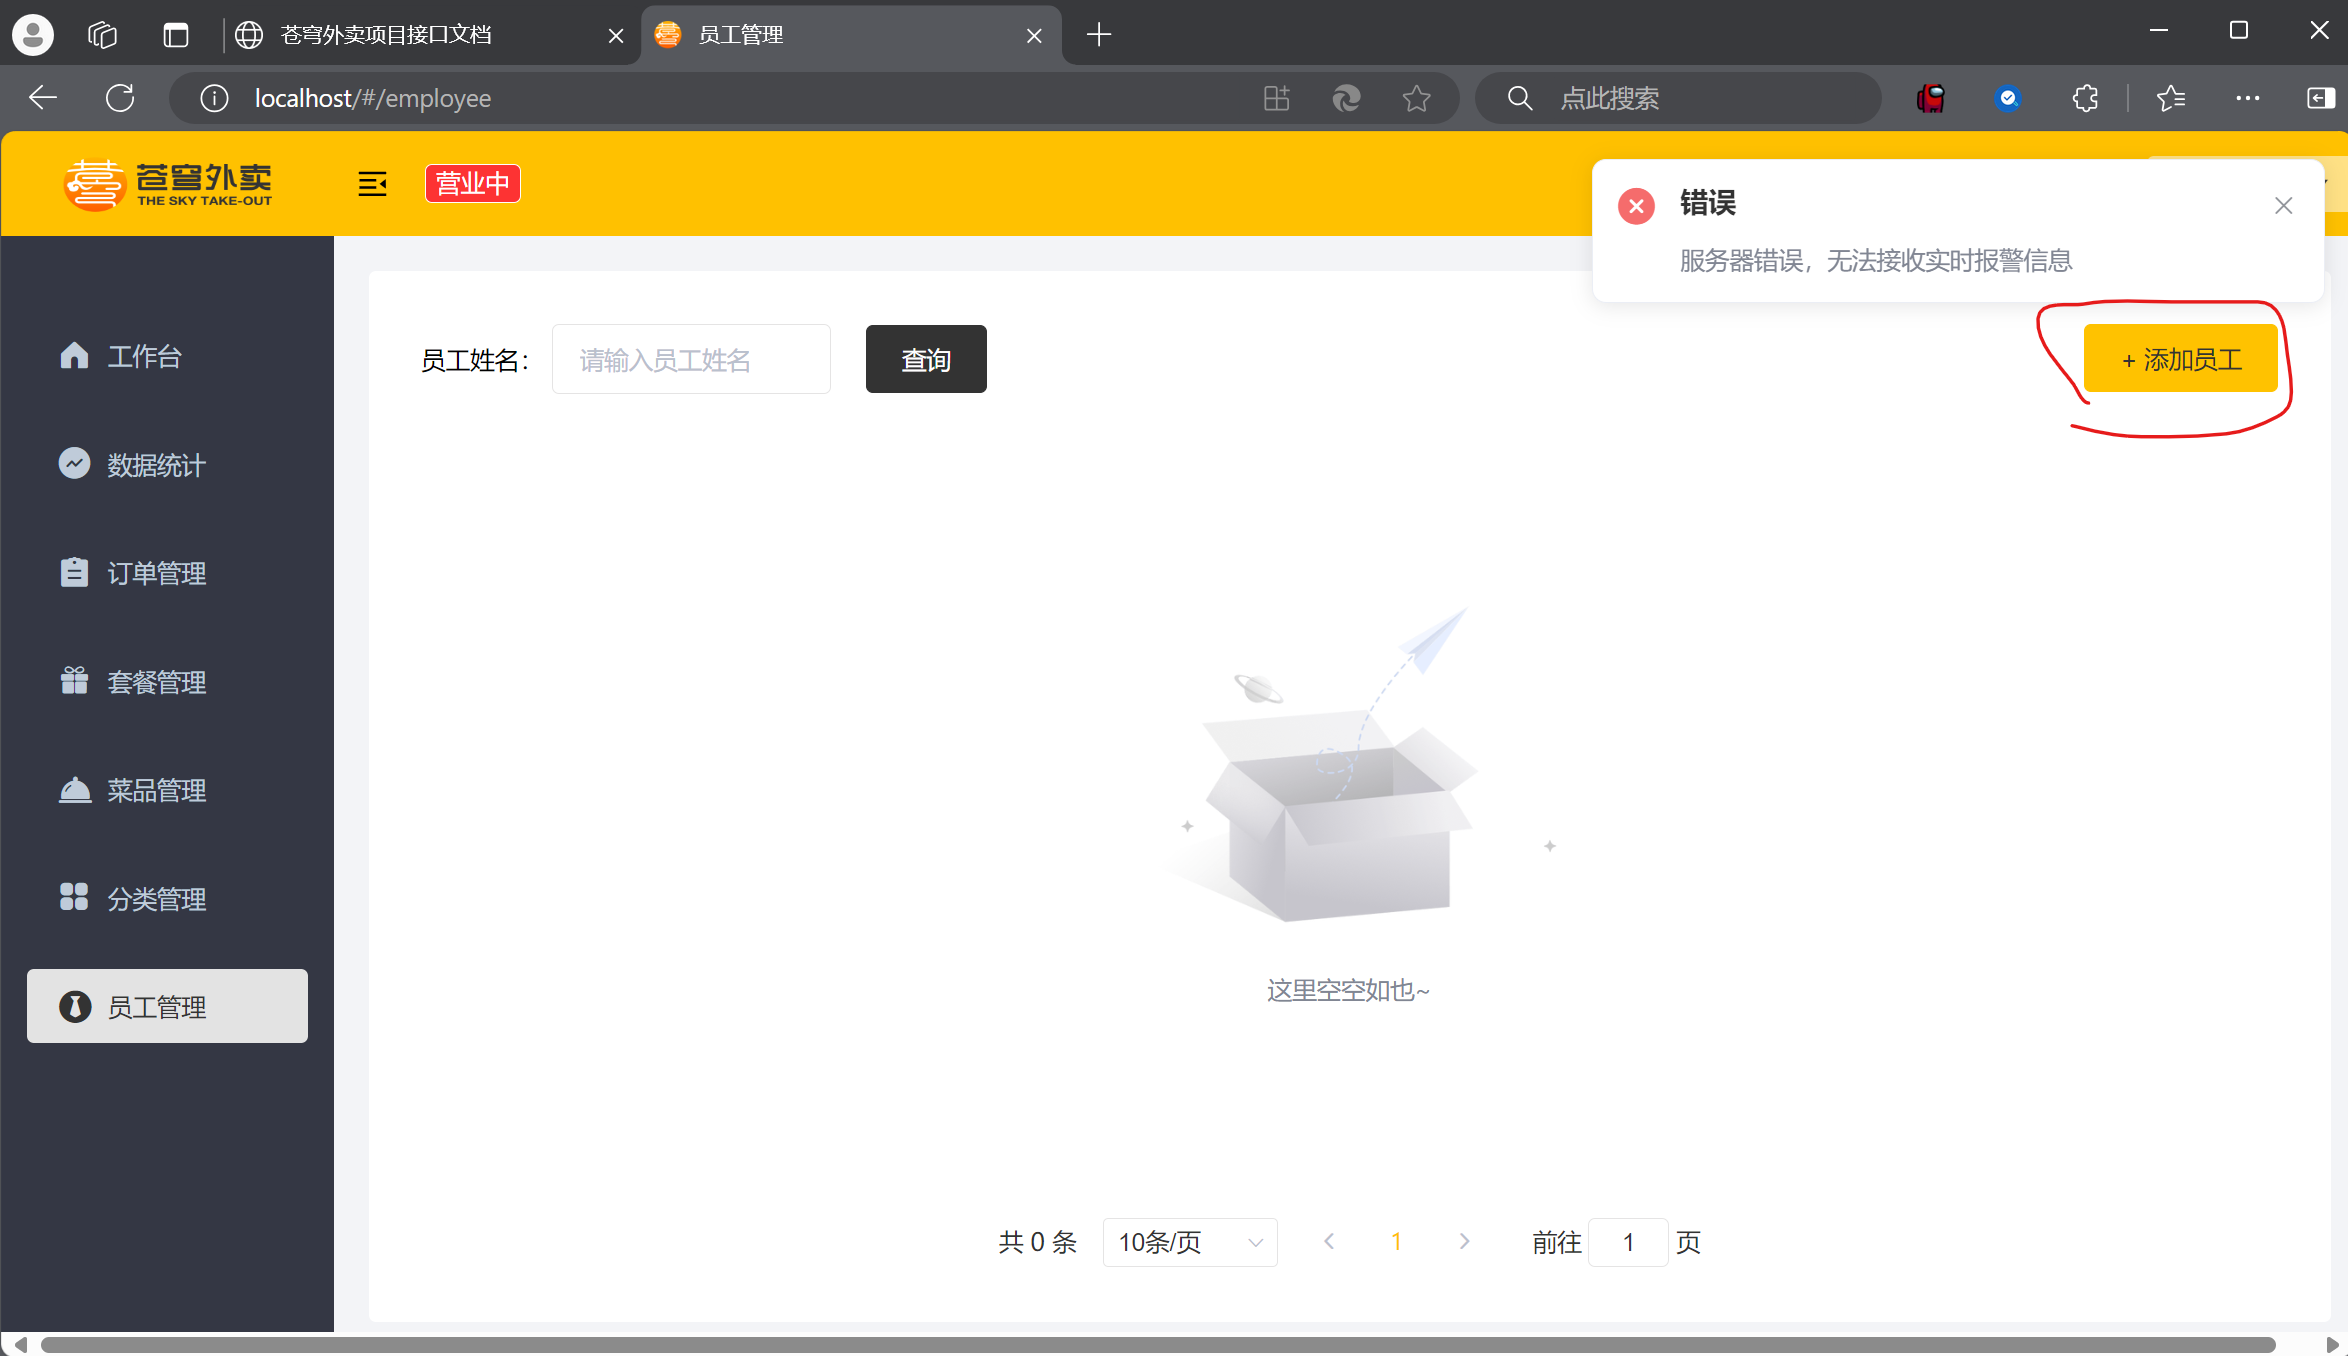 苍穹外卖项目接口文档
员工管理
localhost/#/employee
点此搜索
苍穹外卖
THE SKY TAKE-OUT
营业中
错误
服务器错误，无法接收实时报警信息
工作台
数据统计
订单管理
套餐管理
菜品管理
分类管理
员工管理
员工姓名：
请输入员工姓名
查询
+ 添加员工
这里空空如也~
共 0 条
10条/页
1
前往 1 页